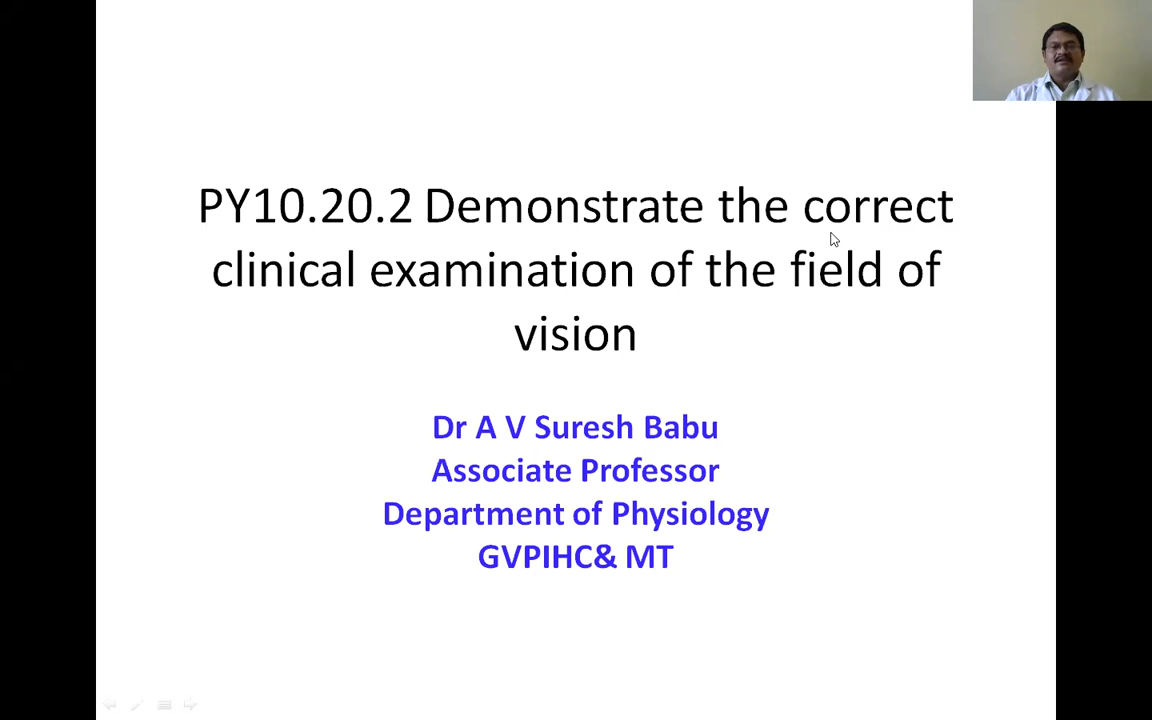 PY10.20.2 Demonstrate the correct
clinical examination of the field of
vision
Dr A V Suresh Babu
Associate Professor
Department of Physiology
GVPIHC& MT